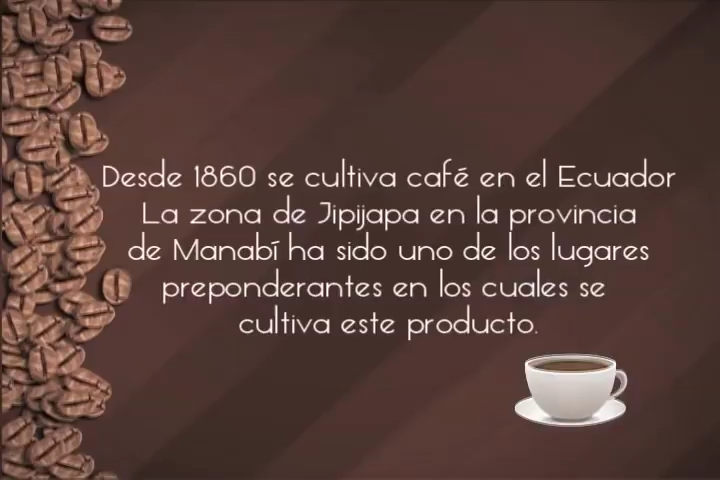 Desde 1860 se cultiva café en el Ecuador
La zona de Jipijapa en la provincia
de Manabí ha sido uno de los lugares
preponderantes en los cuales se
cultiva este producto.